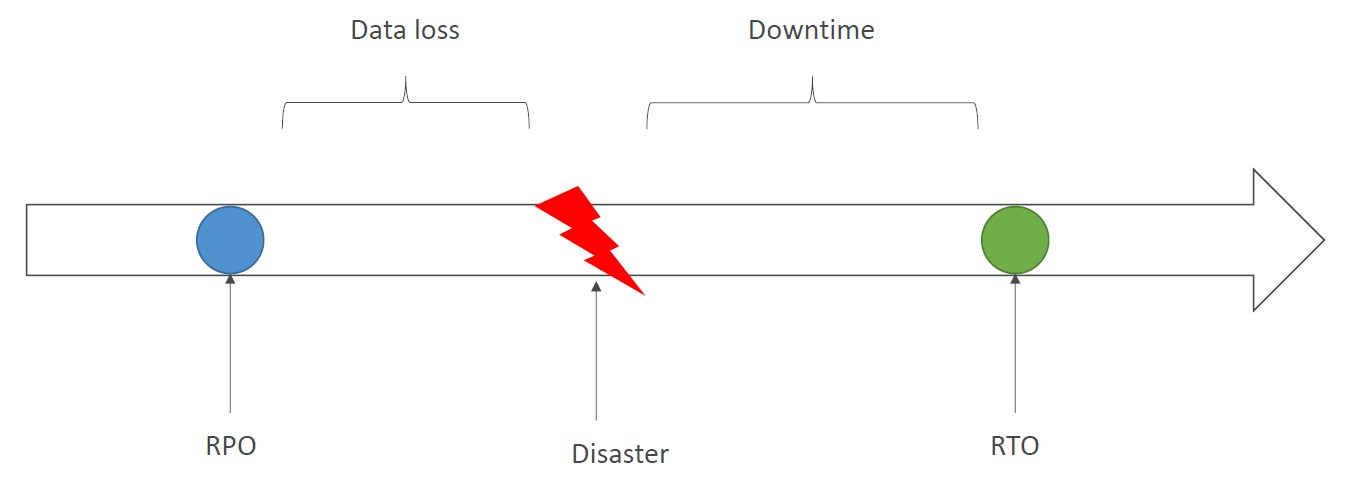 Data loss
Downtime
RPO
Disaster
RTO